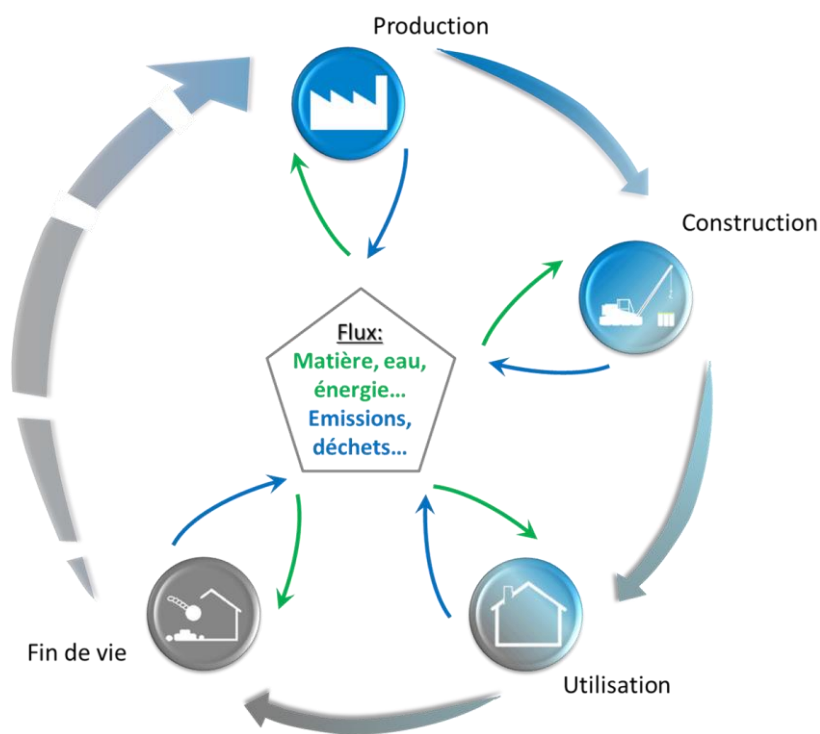 Production
Construction
Flux:
Matière, eau,
énergie...
Emissions,
déchets...
Fin de vie
Utilisation